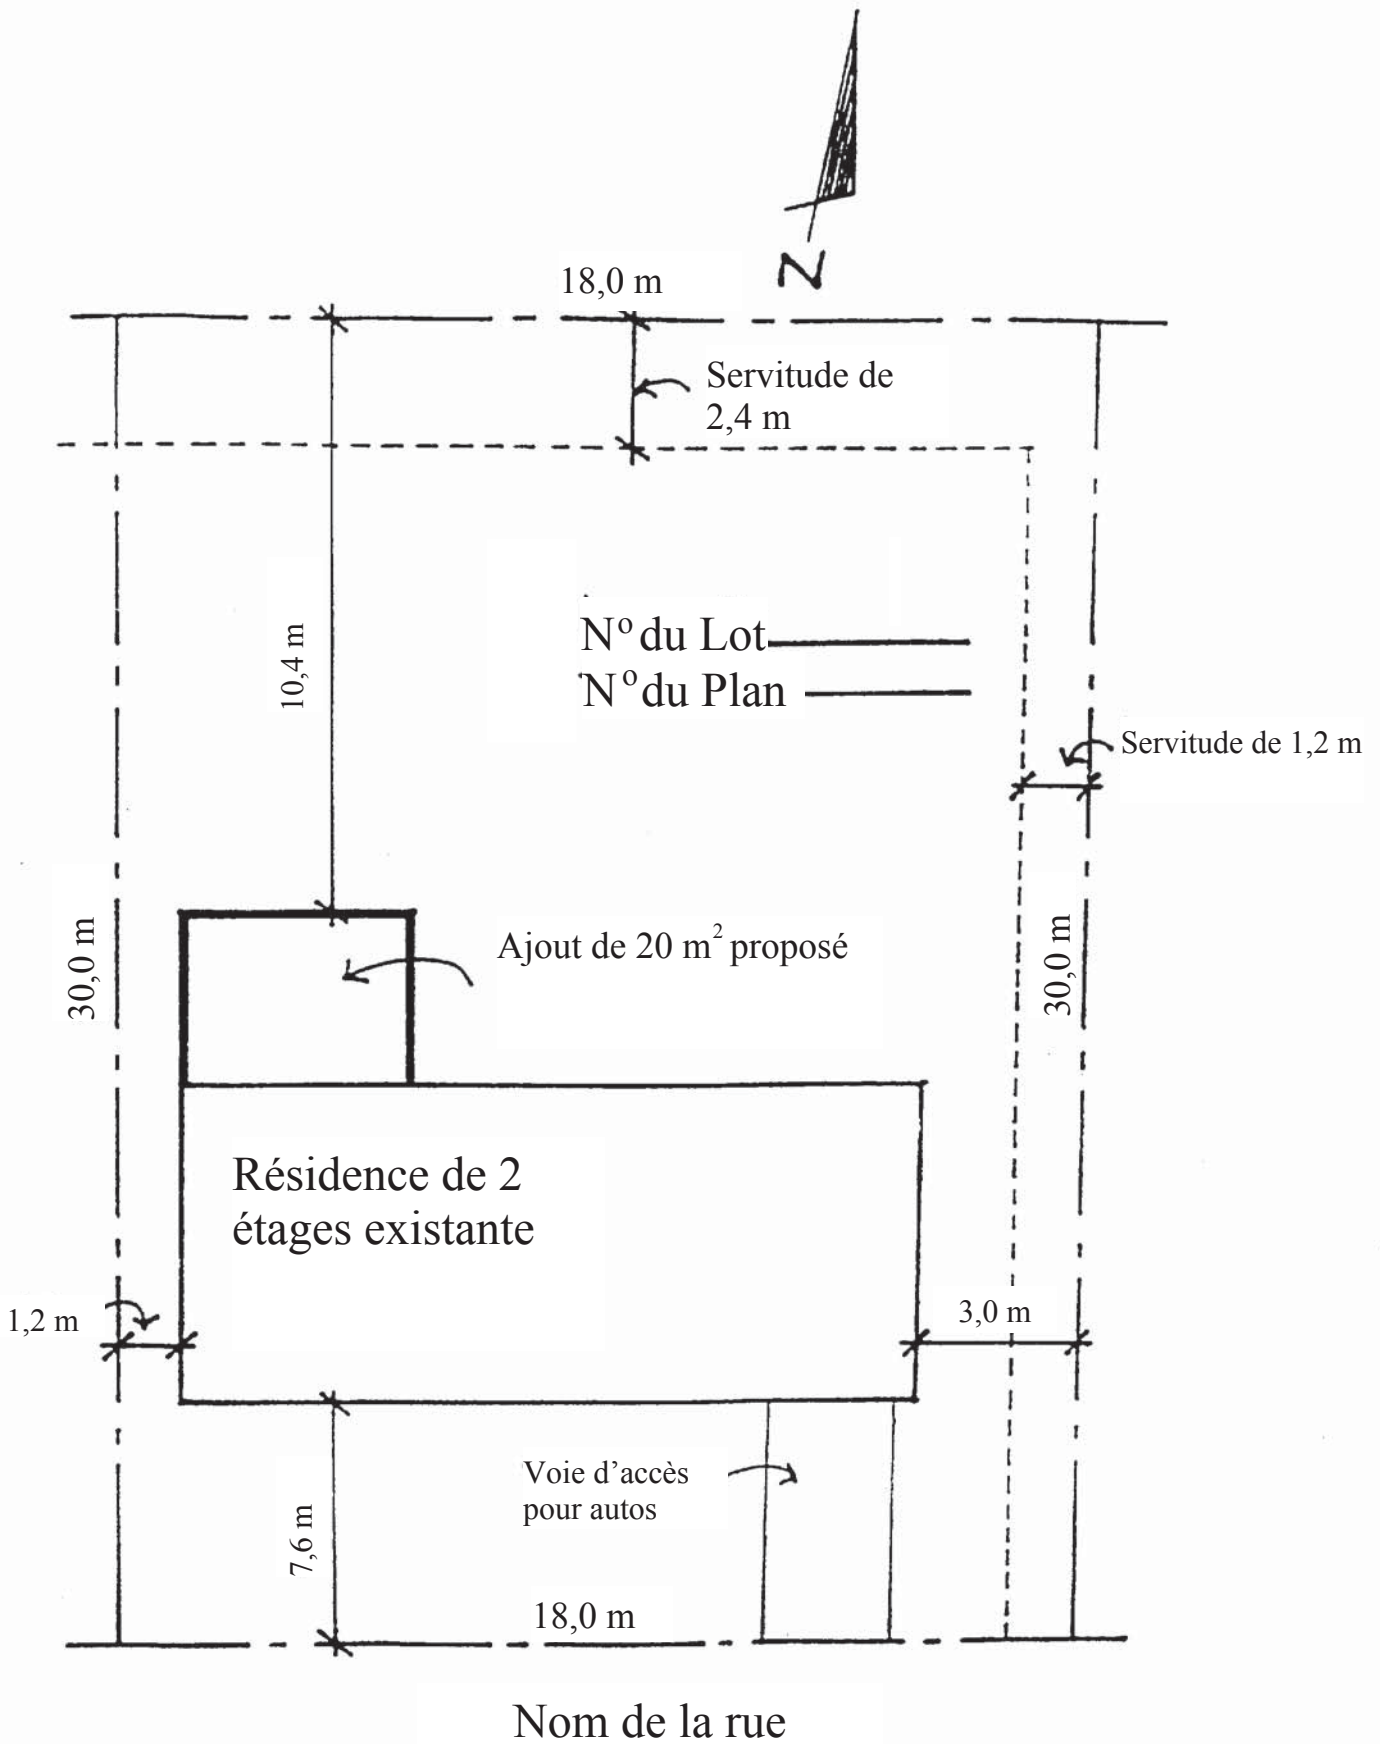 N
18,0 m
Servitude de
2,4 m
10,4 m
Nº du Lot
Nº du Plan
Servitude de 1,2 m
30,0 m
Ajout de 20 m² proposé
30,0 m
Résidence de 2
étages existante
1,2 m
3,0 m
Voie d’accès
pour autos
7,6 m
18,0 m
Nom de la rue